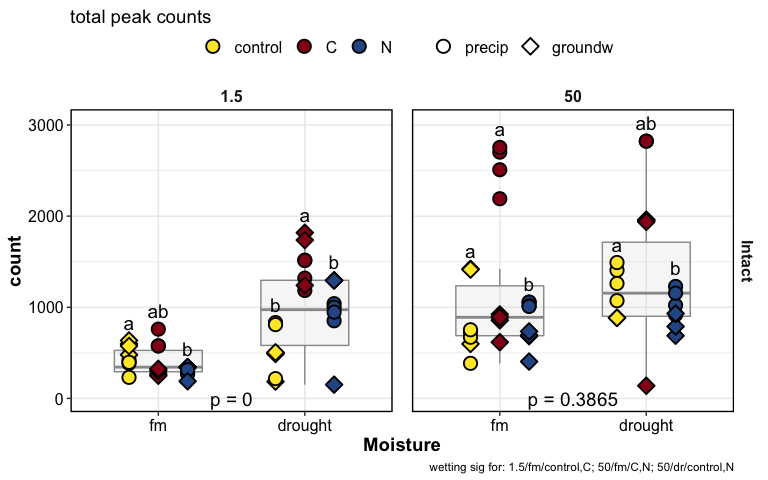 total peak counts
control C N precip groundw
1.5 50
3000
2000
1000
0
count
a ab b b a b
a a b a ab b
p = 0 p = 0.3865
fm drought fm drought
Moisture
Intact
wetting sig for: 1.5/fm/control,C; 50/fm/C,N; 50/dr/control,N